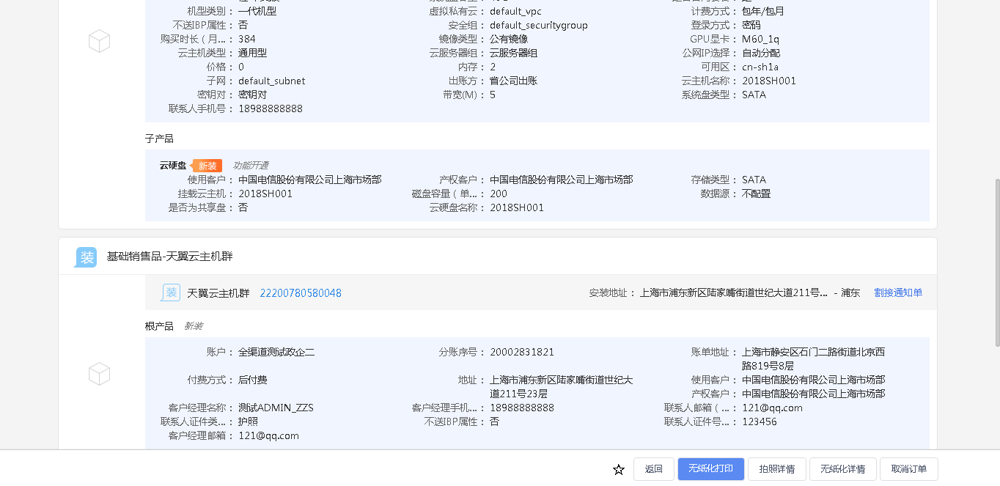 机型类别： 一代机型 虚拟私有云： default_vpc 计费方式： 包年/包月
不送IBP属性： 否 安全组： default_securitygroup 登录方式： 密码
购买时长（月...： 384 镜像类型： 公有镜像 GPU显卡： M60_1q
云主机类型： 通用型 云服务器组： 云服务器组 公网IP选择： 自动分配
价格： 0 内存： 2 可用区： cn-sh1a
子网： default_subnet 出账方： 省公司出账 云主机名称： 2018SH001
密钥对： 密钥对 带宽(M)： 5 系统盘类型： SATA
联系人手机号： 18988888888
子产品
云硬盘 新装 功能开通
使用客户： 中国电信股份有限公司上海市场部 产权客户： 中国电信股份有限公司上海市场部 存储类型： SATA
挂载云主机： 2018SH001 磁盘容量（单...： 200 数据源： 不配置
是否为共享盘： 否 云硬盘名称： 2018SH001
装 基础销售品-天翼云主机群
装 天翼云主机群 22200780580048 安装地址： 上海市浦东新区陆家嘴街道世纪大道211号... - 浦东 割接通知单
根产品 新装
账户： 全渠道测试政企二 分账序号： 20002831821 账单地址： 上海市静安区石门二路街道北京西
路819号8层
付费方式： 后付费 地址： 上海市浦东新区陆家嘴街道世纪大 使用客户： 中国电信股份有限公司上海市场部
道211号23层 产权客户： 中国电信股份有限公司上海市场部
客户经理名称： 测试ADMIN_ZZS 客户经理手机...： 18988888888 联系人邮箱（...： 121@qq.com
联系人证件类...： 护照 不送IBP属性： 否 联系人证件号...： 123456
客户经理邮箱： 121@qq.com
返回 无纸化打印 拍照详情 无纸化详情 取消订单